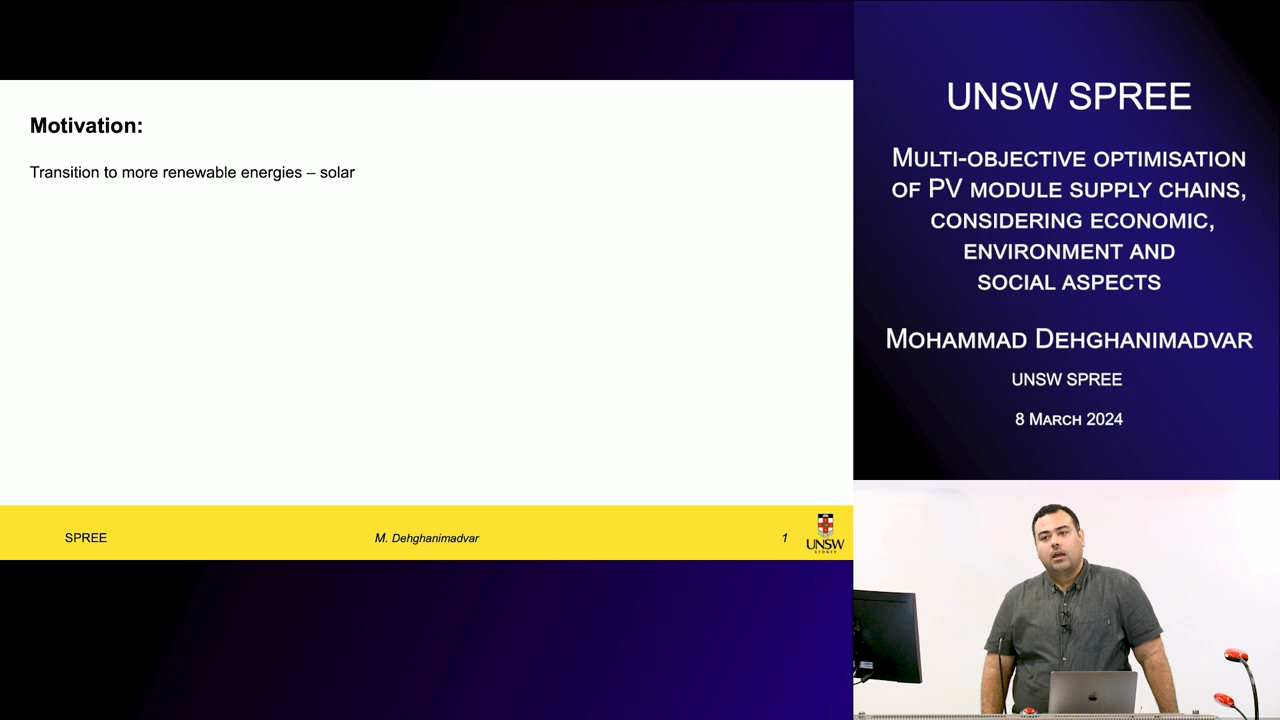 Motivation:
Transition to more renewable energies – solar
SPREE
M. Dehghanimadvar
1
UNSW
SYDNEY
UNSW SPREE
MULTI-OBJECTIVE OPTIMISATION
OF PV MODULE SUPPLY CHAINS,
CONSIDERING ECONOMIC,
ENVIRONMENT AND
SOCIAL ASPECTS
MOHAMMAD DEHGHANIMADVAR
UNSW SPREE
8 MARCH 2024